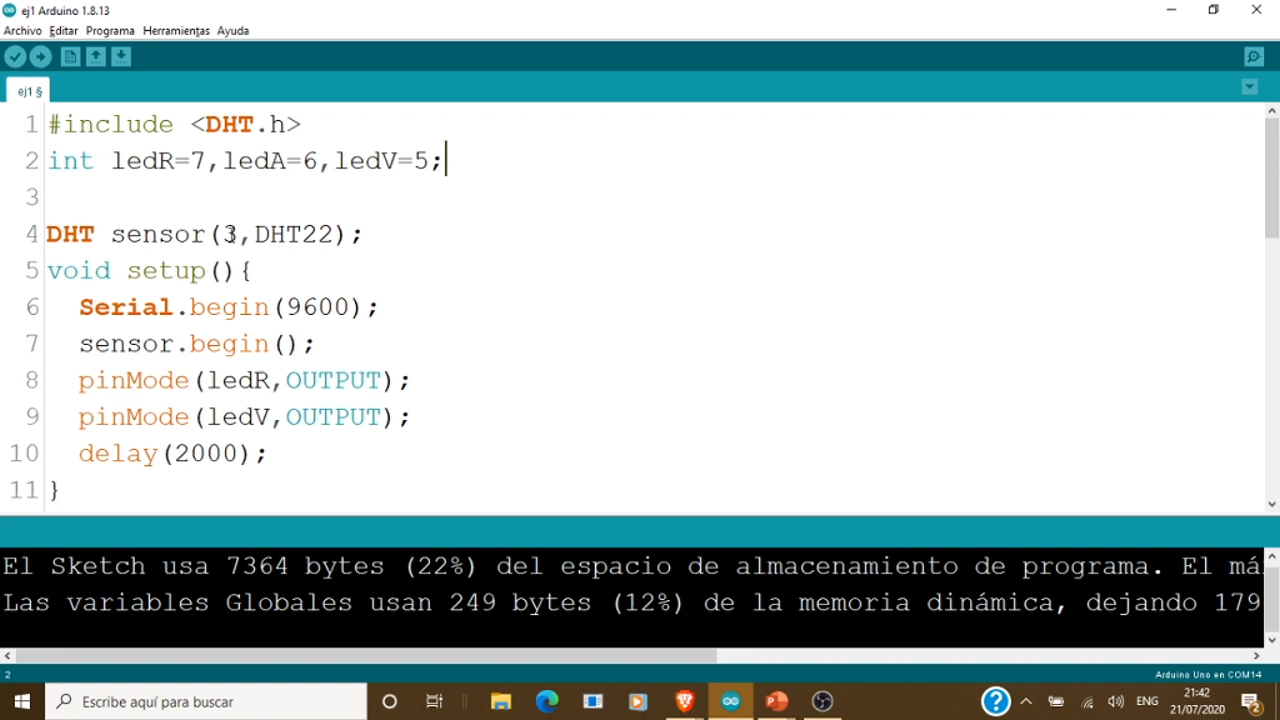 ej1 Arduino 1.8.13
Archivo Editar Programa Herramientas Ayuda
ej1 §
1 #include <DHT.h>
2 int ledR=7,ledA=6,ledV=5;
3
4 DHT sensor(3,DHT22);
5 void setup(){
6 Serial.begin(9600);
7 sensor.begin();
8 pinMode(ledR,OUTPUT);
9 pinMode(ledV,OUTPUT);
10 delay(2000);
11 }
El Sketch usa 7364 bytes (22%) del espacio de almacenamiento de programa. El má
Las variables Globales usan 249 bytes (12%) de la memoria dinámica, dejando 179
2 Arduino Uno en COM14
Escribe aquí para buscar
ENG
21:42
21/07/2020
2